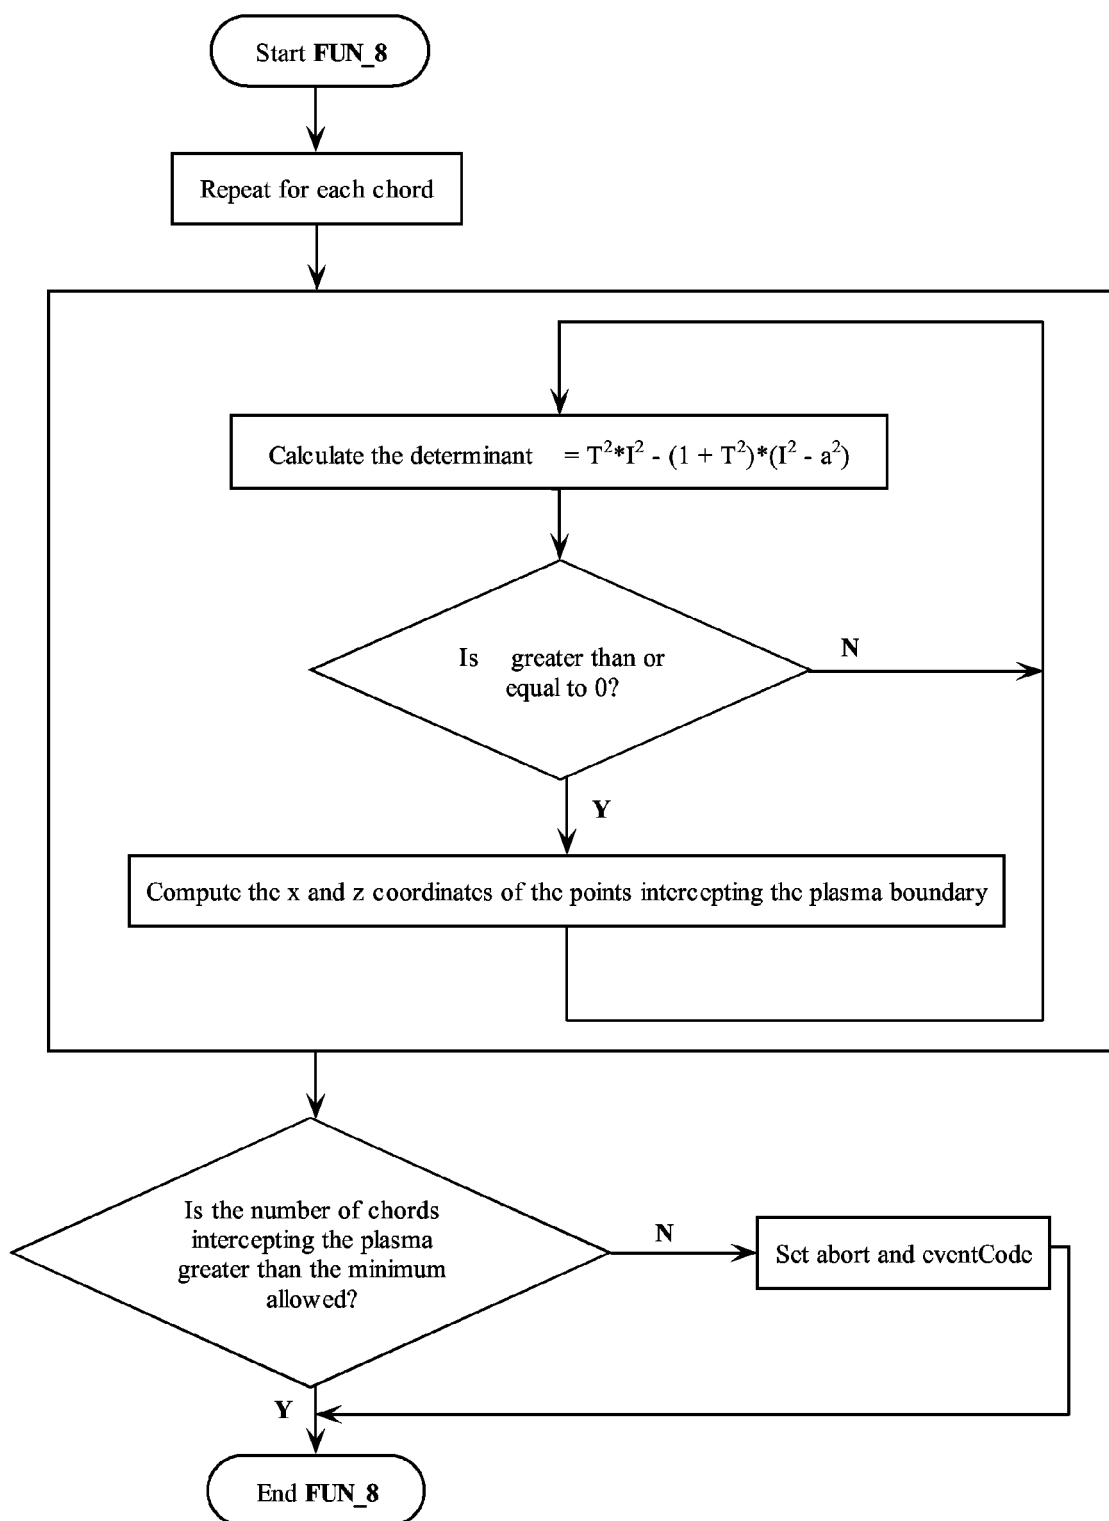 Start FUN_8
Repeat for each chord
Calculate the determinant = T²*I² - (1 + T²)*(I² - a²)
Is greater than or
equal to 0?
N
Y
Compute the x and z coordinates of the points intercepting the plasma boundary
Is the number of chords
intercepting the plasma
greater than the minimum
allowed?
N
Set abort and eventCode
Y
End FUN_8